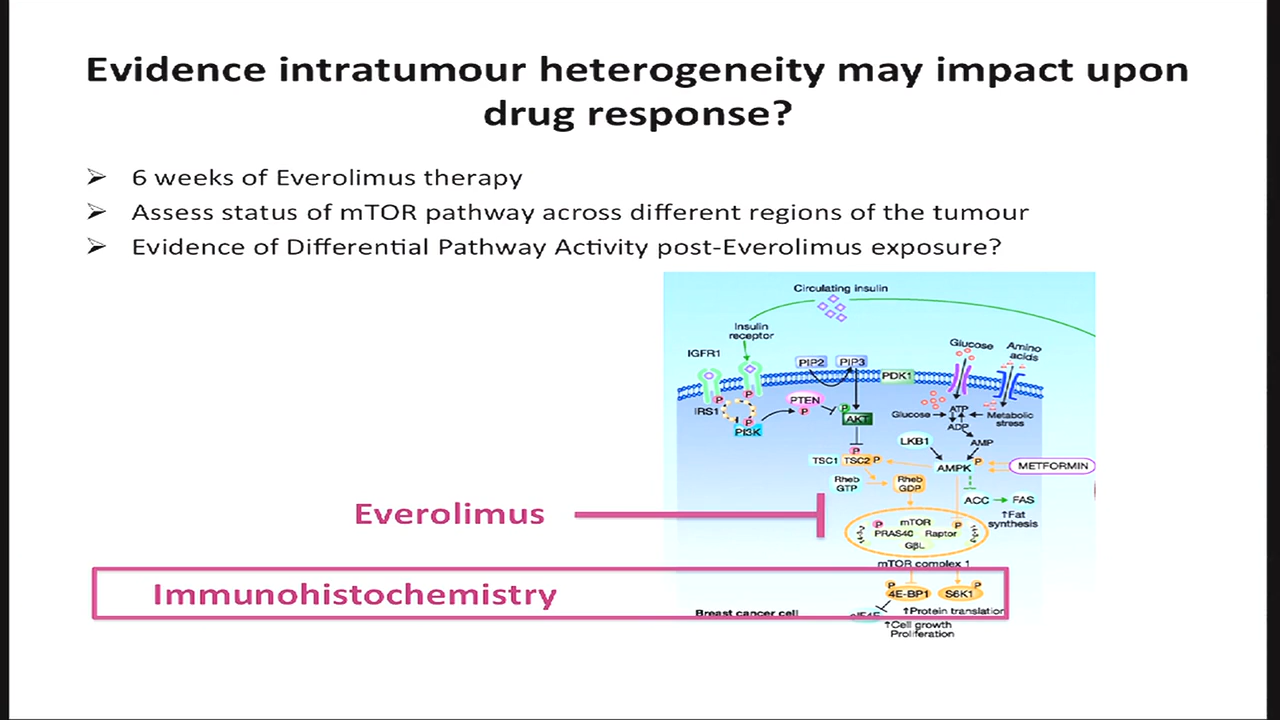 Evidence intratumour heterogeneity may impact upon
drug response?
➢ 6 weeks of Everolimus therapy
➢ Assess status of mTOR pathway across different regions of the tumour
➢ Evidence of Differential Pathway Activity post-Everolimus exposure?
Circulating insulin
Insulin
receptor
IGFR1
PIP2
PIP3
PDK1
Glucose
Amino
acids
P
P
IRS1
P
PI3K
PTEN
P
P
AKT
Glucose
ATP
ADP
AMP
Metabolic
stress
LKB1
P
TSC1
TSC2 P
AMPK
P
METFORMIN
Rheb
GTP
Rheb
GDP
ACC
FAS
↑Fat
synthesis
Everolimus
P
mTOR
P
PRAS40
Raptor
GβL
mTOR complex 1
Immunohistochemistry
P
4E-BP1
P
S6K1
Breast cancer cell
eIF4E
↑Protein translation
↑Cell growth
Proliferation